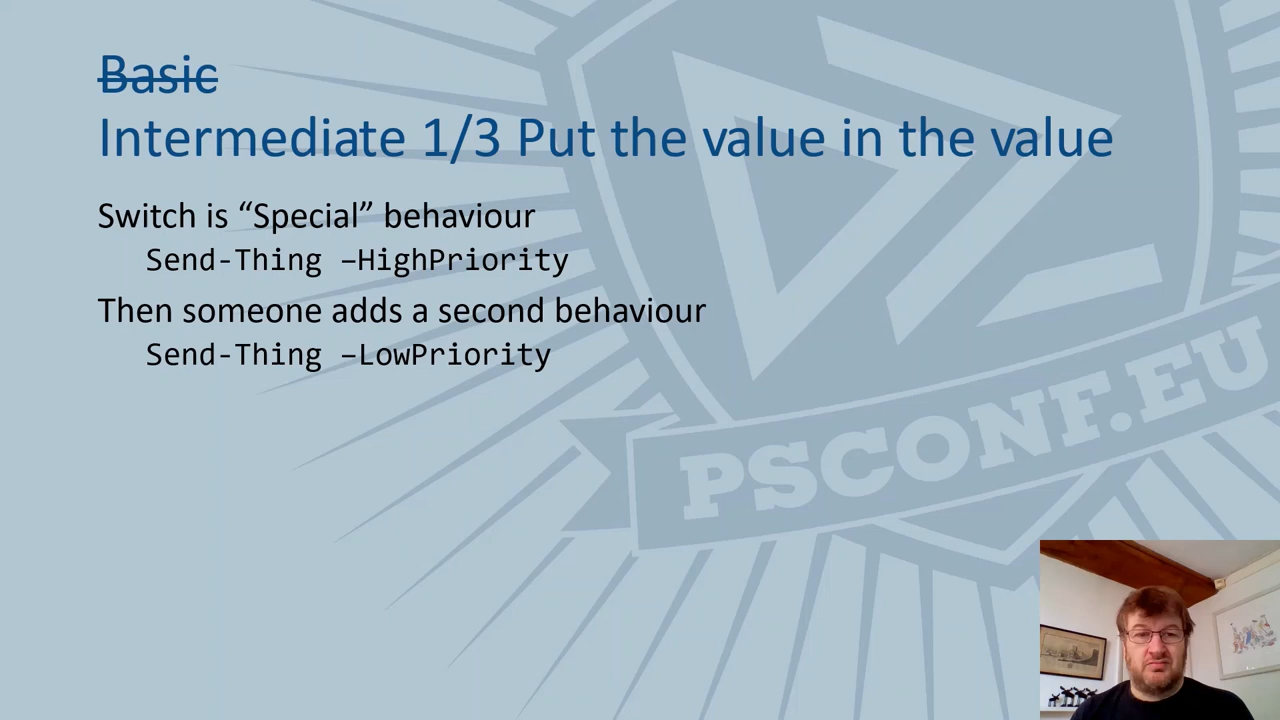 Basic
Intermediate 1/3 Put the value in the value
Switch is “Special” behaviour
Send-Thing –HighPriority
Then someone adds a second behaviour
Send-Thing –LowPriority
PSCONF.EU